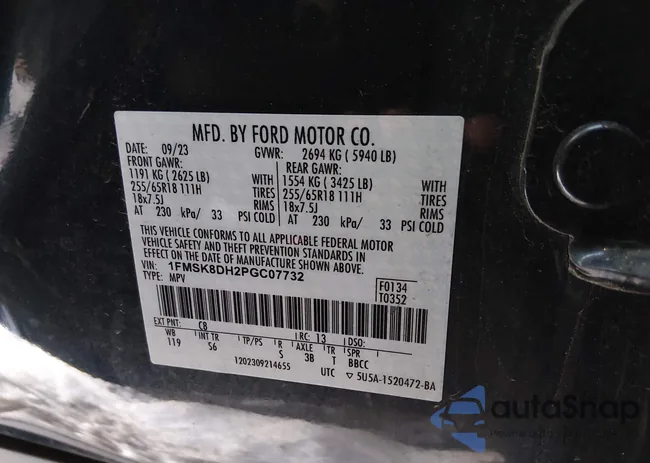 MFD. BY FORD MOTOR CO.
DATE: 09/23 GVWR: 2694 KG ( 5940 LB)
FRONT GAWR: REAR GAWR:
1191 KG ( 2625 LB) WITH 1554 KG ( 3425 LB) WITH
255/65R18 111H TIRES 255/65R18 111H TIRES
18x7.5J RIMS 18x7.5J RIMS
AT 230 kPa/ 33 PSI COLD AT 230 kPa/ 33 PSI COLD
THIS VEHICLE CONFORMS TO ALL APPLICABLE FEDERAL MOTOR
VEHICLE SAFETY AND THEFT PREVENTION STANDARDS IN
EFFECT ON THE DATE OF MANUFACTURE SHOWN ABOVE.
VIN: 1FMSK8DH2PGC07732 F0134
TYPE: MPV T0352
EXT PNT: CB RC: 13 DSO:
WB INT TR TP/PS R AXLE TR SPR
119 56 S 3B T BBCC
1202309214655 UTC ▽ 5U5A-1520472-BA
autoSnap